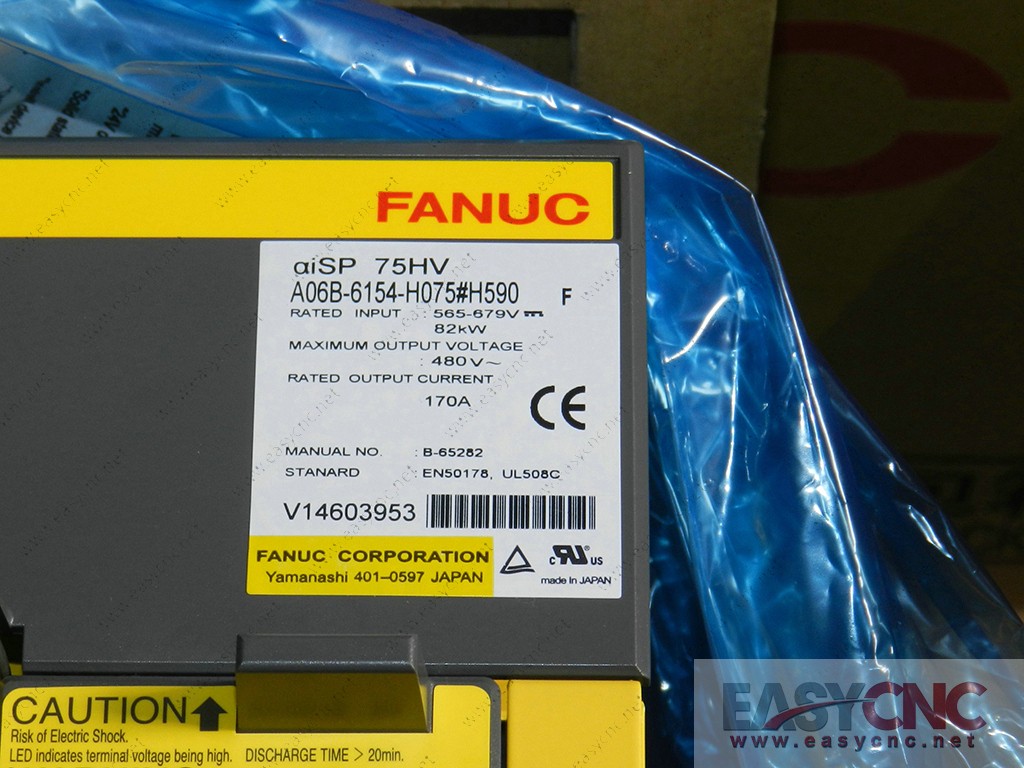 FANUC
αiSP 75HV
A06B-6154-H075#H590 F
RATED INPUT : 565-679V
82kW
MAXIMUM OUTPUT VOLTAGE
: 480V~
RATED OUTPUT CURRENT
170A
CE
MANUAL NO. : B-65282
STANARD : EN50178, UL508C
V14603953
FANUC CORPORATION
Yamanashi 401-0597 JAPAN
c RU ® US
made In JAPAN
CAUTION
Risk of Electric Shock.
LED indicates terminal voltage being high. DISCHARGE TIME > 20min.
EASYCNC
www.easycnc.net